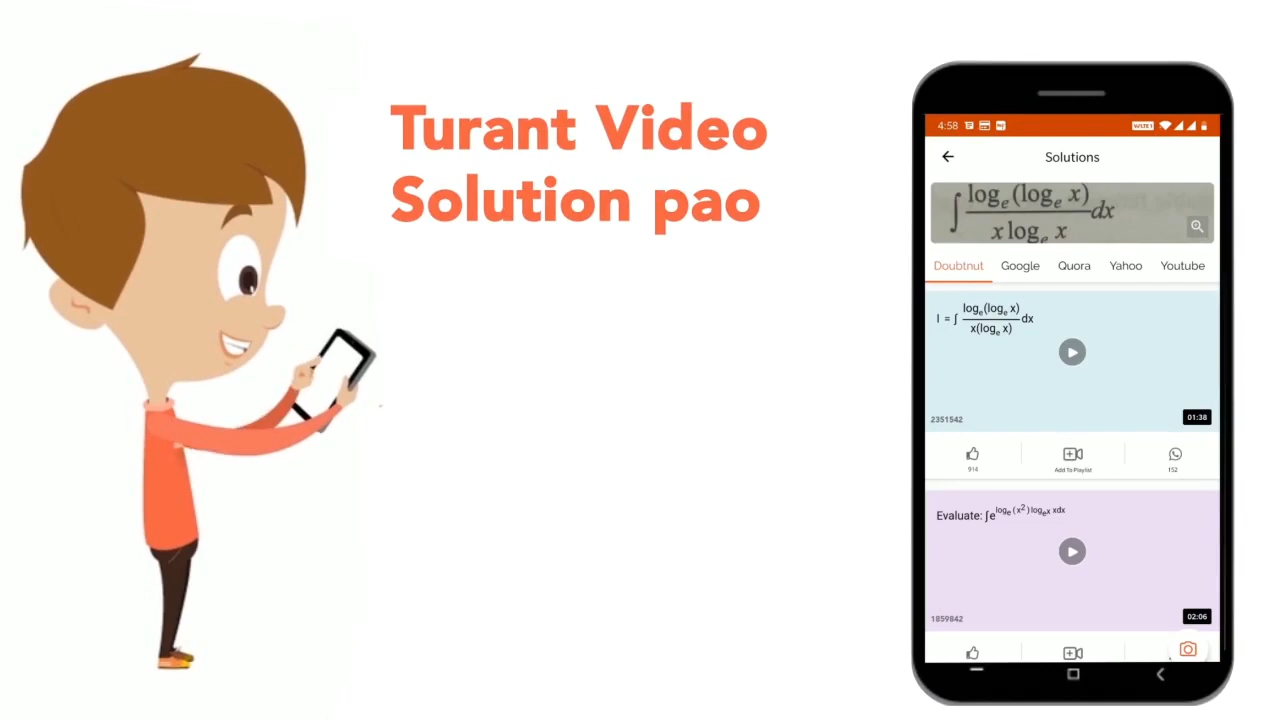 Turant Video
Solution pao
4:58
VoLTE1
Solutions
∫ logₑ(logₑ x) / x logₑ x dx
Doubtnut Google Quora Yahoo Youtube
I = ∫ logₑ(logₑ x) / x(logₑ x) dx
2351542
01:38
914
Add To Playlist
152
Evaluate: ∫e^logₑ(x²)logₑx xdx
1859842
02:06